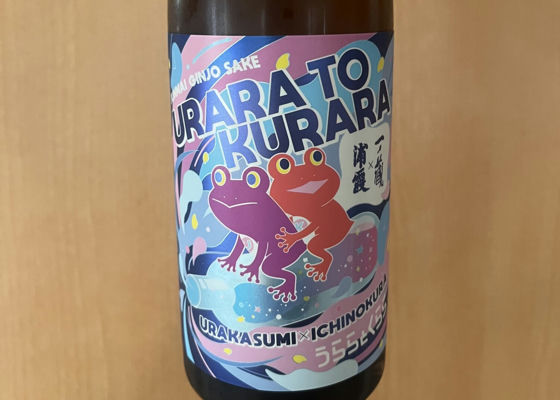 JUNMAI GINJO SAKE
URARA TO
KURARA
一ノ蔵
×
浦霞
URAKASUMI×ICHINOKURA
うららとくらら